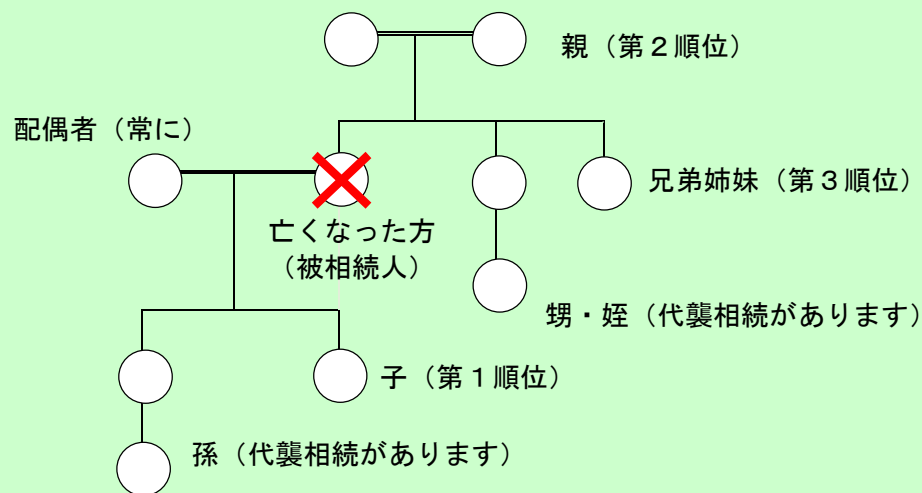 親（第２順位）
配偶者（常に）
兄弟姉妹（第３順位）
亡くなった方
（被相続人）
甥・姪（代襲相続があります）
子（第１順位）
孫（代襲相続があります）